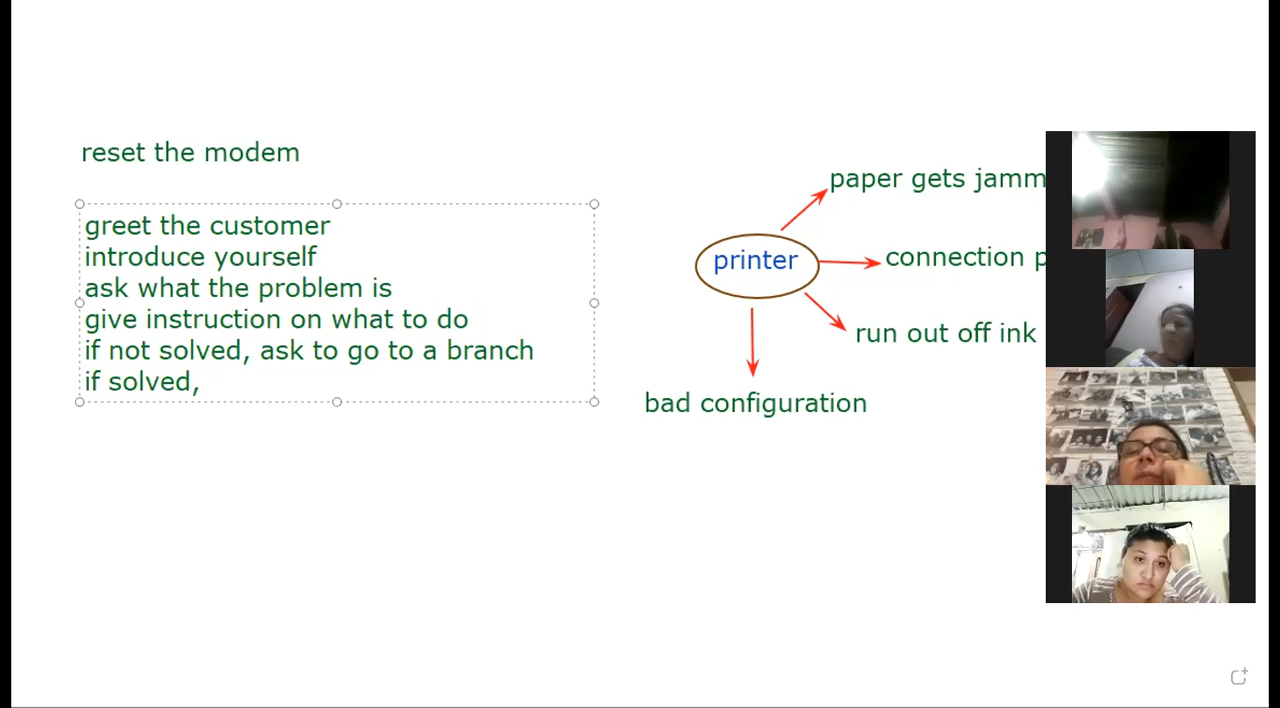 reset the modem
greet the customer
introduce yourself
ask what the problem is
give instruction on what to do
if not solved, ask to go to a branch
if solved,
paper gets jamm
printer
connection p
run out off ink
bad configuration